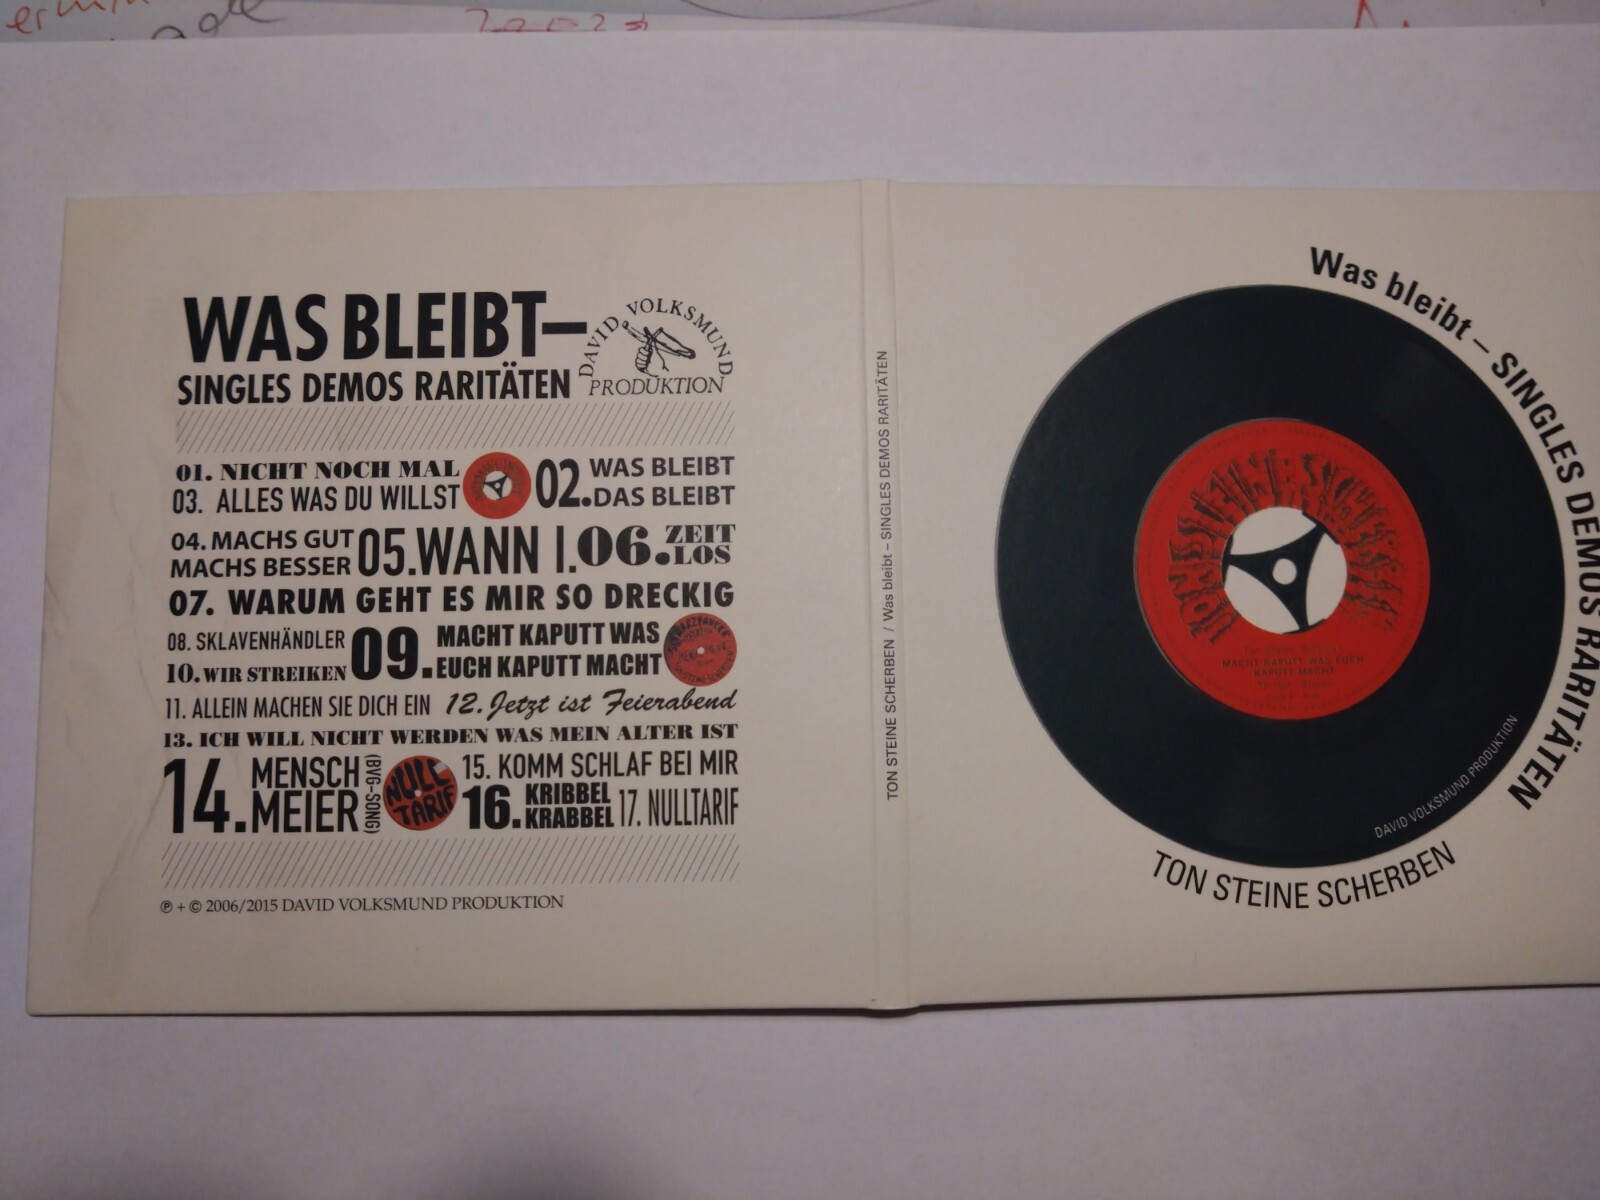 WAS BLEIBT–
SINGLES DEMOS RARITÄTEN
DAVID VOLKSMUND
PRODUKTION
01. NICHT NOCH MAL
02. WAS BLEIBT
DAS BLEIBT
03. ALLES WAS DU WILLST
04. MACHS GUT
MACHS BESSER
05. WANN
06. ZEIT
LOS
07. WARUM GEHT ES MIR SO DRECKIG
08. SKLAVENHÄNDLER
09. MACHT KAPUTT WAS
EUCH KAPUTT MACHT
10. WIR STREIKEN
11. ALLEIN MACHEN SIE DICH EIN
12. Jetzt ist Feierabend
13. ICH WILL NICHT WERDEN WAS MEIN ALTER IST
14. MENSCH
MEIER
(BVG-SONG)
NULL
TARIF
15. KOMM SCHLAF BEI MIR
16. KRIBBEL
KRABBEL
17. NULLTARIF
℗ + © 2006/2015 DAVID VOLKSMUND PRODUKTION
TON STEINE SCHERBEN / Was bleibt – SINGLES DEMOS RARITÄTEN
Was bleibt – SINGLES DEMOS RARITÄTEN
TON STEINE SCHERBEN
MACHT KAPUTT WAS EUCH
KAPUTT MACHT
DAVID VOLKSMUND PRODUKTION
TON STEINE SCHERBEN